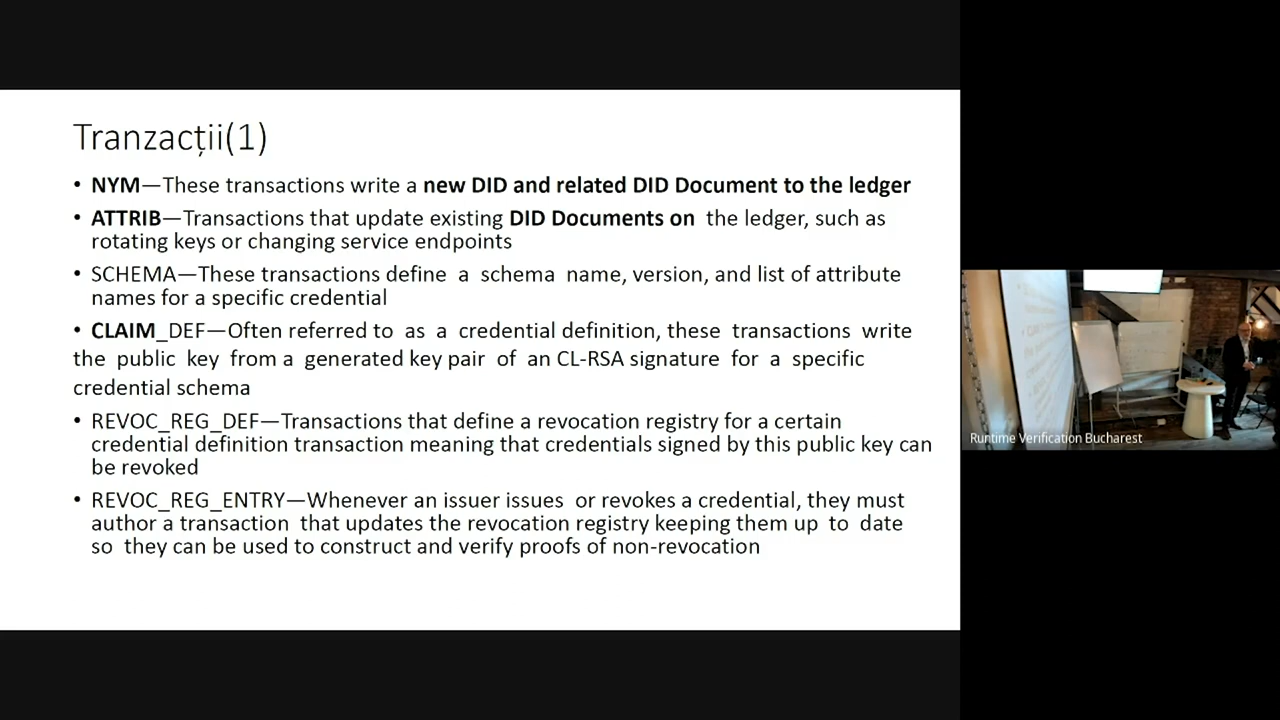 Tranzacții(1)
• NYM—These transactions write a new DID and related DID Document to the ledger
• ATTRIB—Transactions that update existing DID Documents on the ledger, such as
rotating keys or changing service endpoints
• SCHEMA—These transactions define a schema name, version, and list of attribute
names for a specific credential
• CLAIM_DEF—Often referred to as a credential definition, these transactions write
the public key from a generated key pair of an CL-RSA signature for a specific
credential schema
• REVOC_REG_DEF—Transactions that define a revocation registry for a certain
credential definition transaction meaning that credentials signed by this public key can
be revoked
• REVOC_REG_ENTRY—Whenever an issuer issues or revokes a credential, they must
author a transaction that updates the revocation registry keeping them up to date
so they can be used to construct and verify proofs of non-revocation
Runtime Verification Bucharest